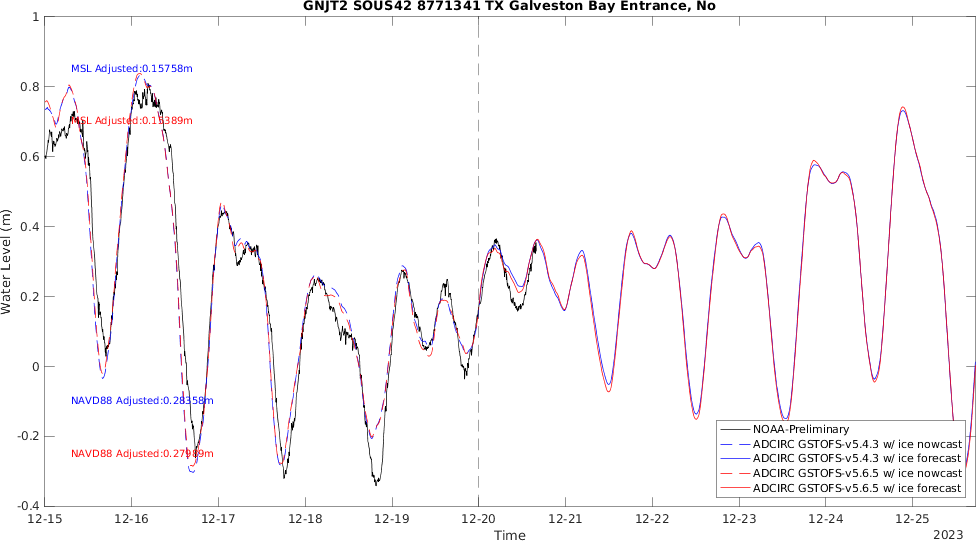 GNJT2 SOUS42 8771341 TX Galveston Bay Entrance, No
Water Level (m)
1
0.8
0.6
0.4
0.2
0
-0.2
-0.4
MSL Adjusted:0.15758m
MSL Adjusted:0.15389m
NAVD88 Adjusted:0.28358m
NAVD88 Adjusted:0.27989m
NOAA-Preliminary
ADCIRC GSTOFS-v5.4.3 w/ ice nowcast
ADCIRC GSTOFS-v5.4.3 w/ ice forecast
ADCIRC GSTOFS-v5.6.5 w/ ice nowcast
ADCIRC GSTOFS-v5.6.5 w/ ice forecast
12-15 12-16 12-17 12-18 12-19 12-20 12-21 12-22 12-23 12-24 12-25
Time
2023